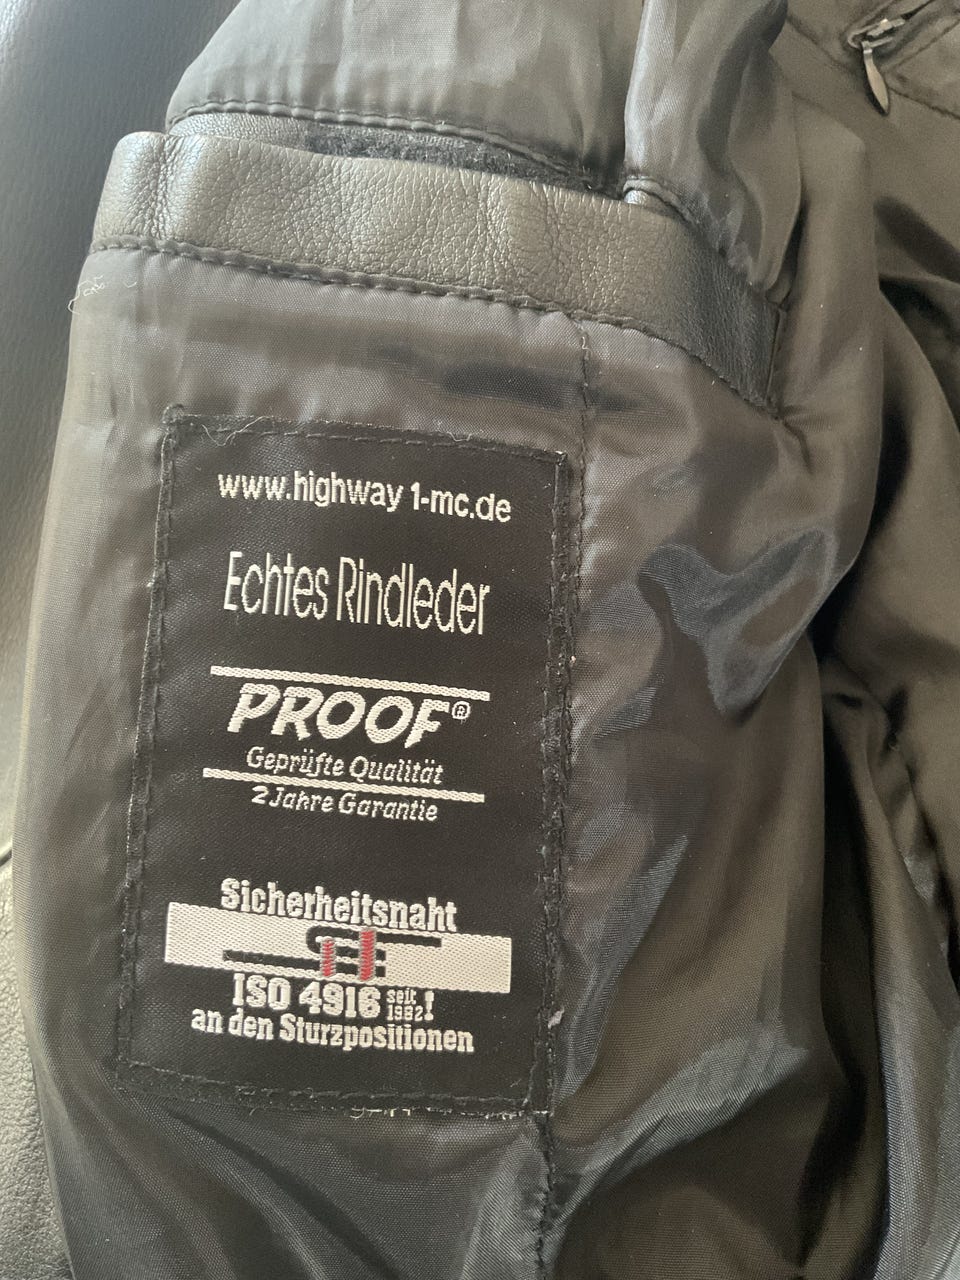 www.highway 1-mc.de
Echtes Rindleder
PROOF®
Geprüfte Qualität
2 Jahre Garantie
Sicherheitsnaht
ISO 4916 seit 1982!
an den Sturzpositionen